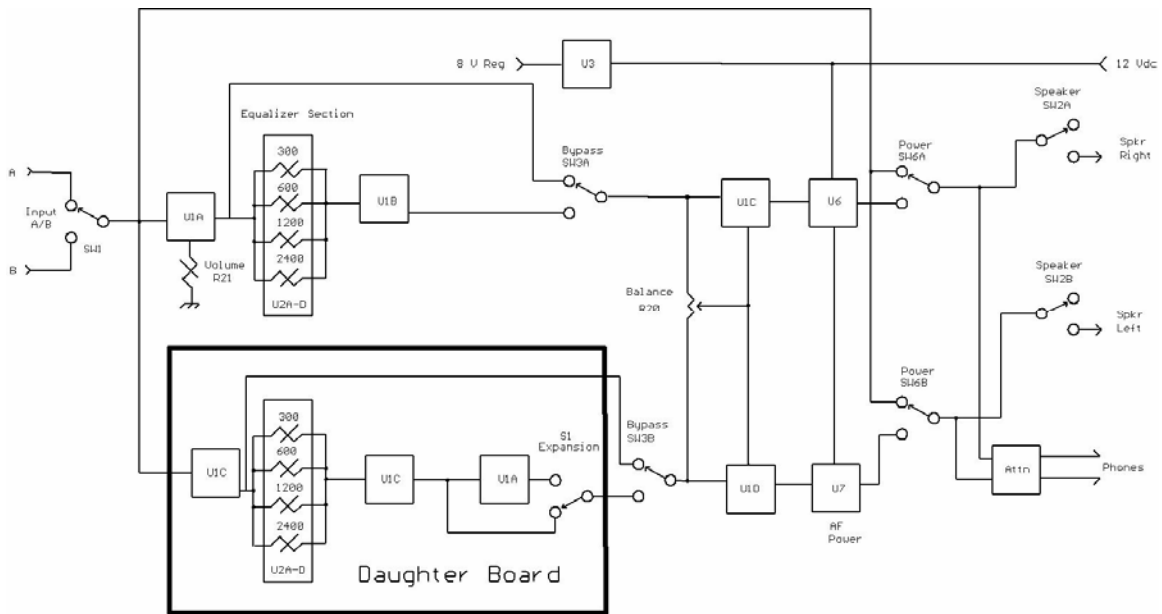 8 V Reg
U3
12 Vdc
Equalizer Section
Speaker
SW2A
Spkr
Right
300
600
1200
2400
U2A-D
A
Input
A/B
B
SW1
U1A
Volume
R21
U1B
Bypass
SW3A
U1C
U6
Power
SW6A
Balance
R20
Speaker
SW2B
Spkr
Left
Power
SW6B
300
600
1200
2400
U2A-D
U1C
U1C
U1A
S1
Expansion
Bypass
SW3B
U1D
U7
AF
Power
Attn
Phones
Daughter Board